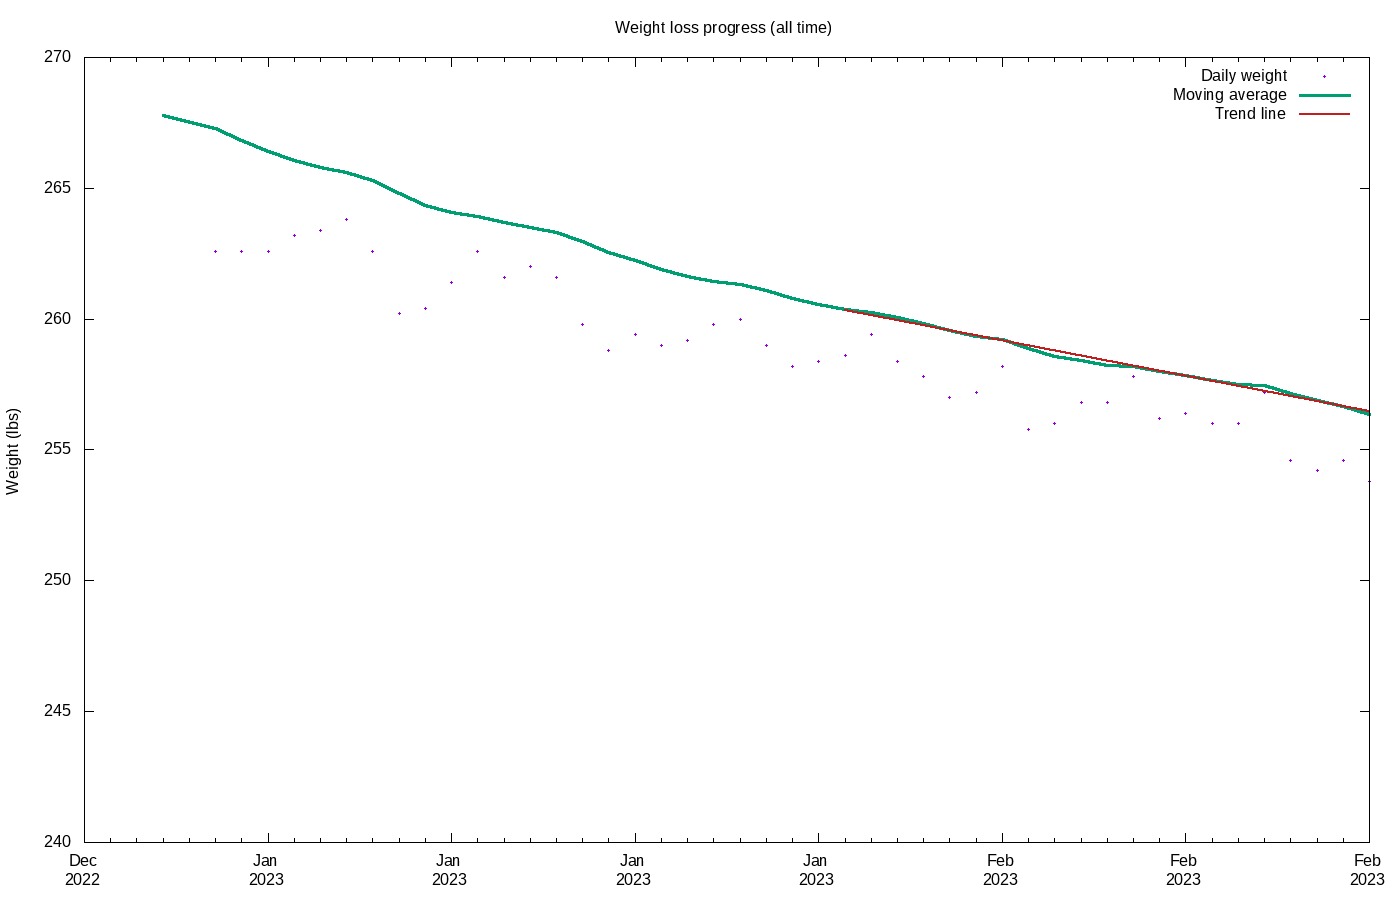 Weight loss progress (all time)
Daily weight
Moving average
Trend line
270
265
260
255
250
245
240
Weight (lbs)
Dec
2022
Jan
2023
Jan
2023
Jan
2023
Jan
2023
Feb
2023
Feb
2023
Feb
2023